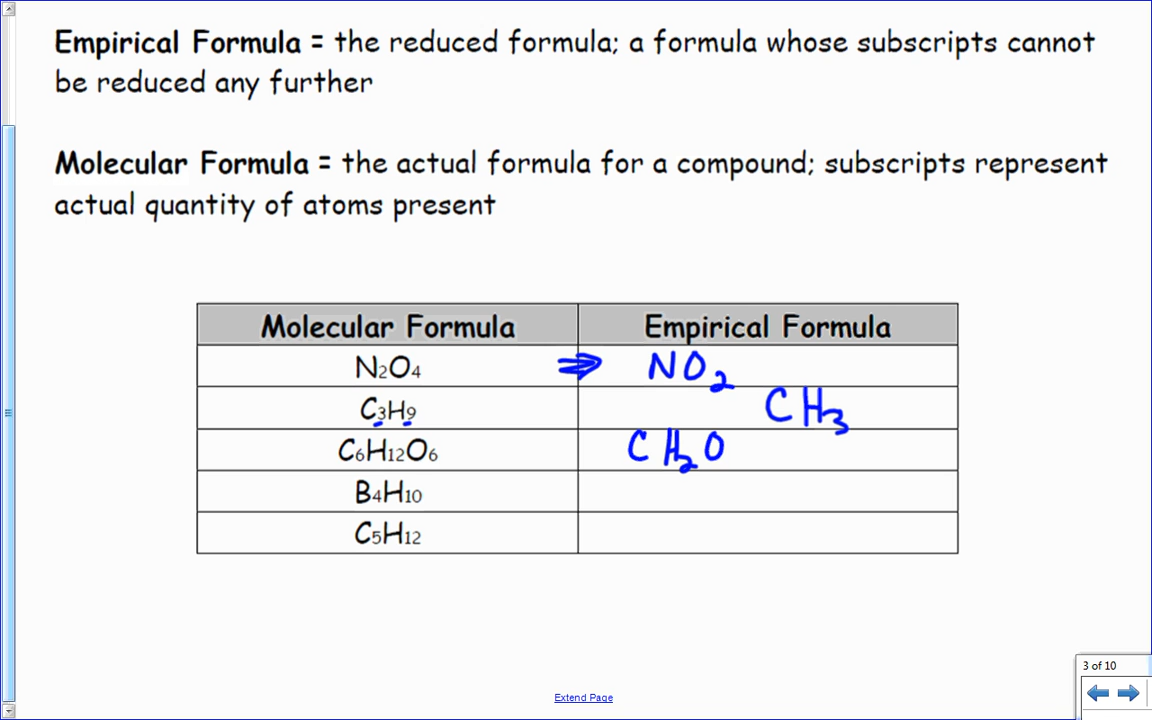 Empirical Formula = the reduced formula; a formula whose subscripts cannot
be reduced any further
Molecular Formula = the actual formula for a compound; subscripts represent
actual quantity of atoms present
Molecular Formula Empirical Formula
N₂O₄ ⇒ NO₂
C₃H₉ CH₃
C₆H₁₂O₆ CH₂O
B₄H₁₀
C₅H₁₂
3 of 10
Extend Page